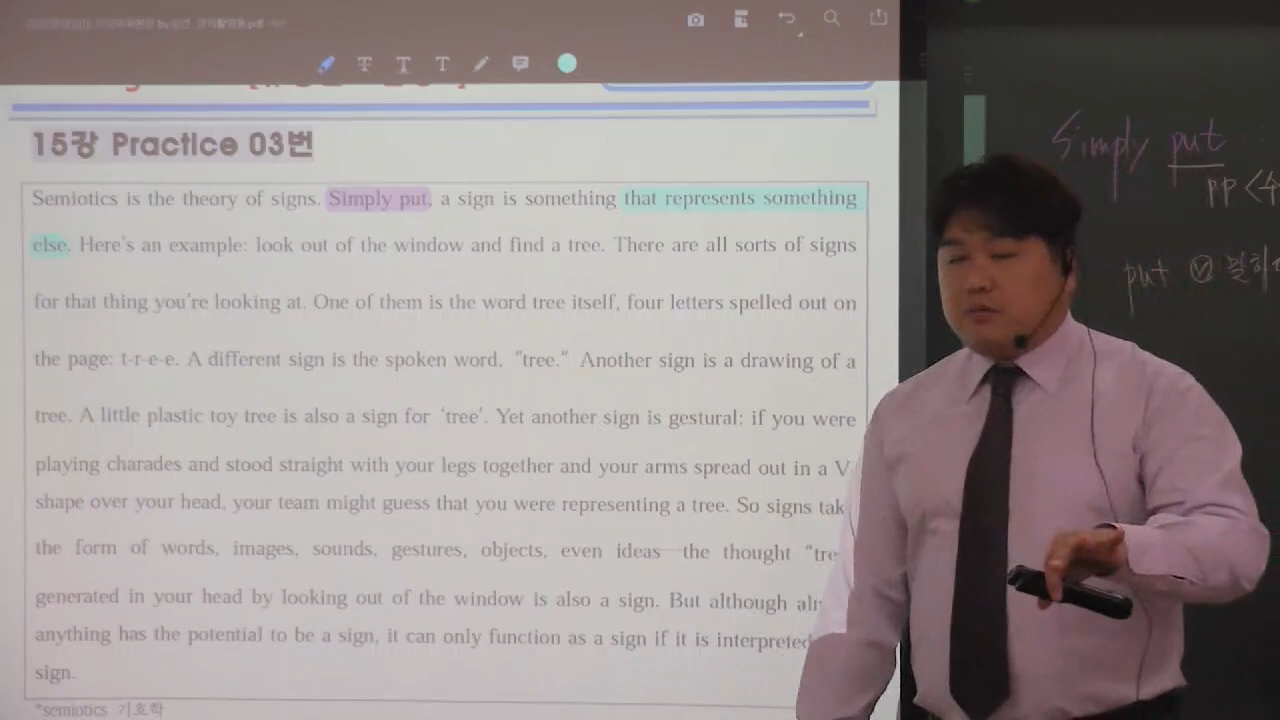 15강 Practice 03번
Semiotics is the theory of signs. Simply put, a sign is something that represents something
else. Here's an example: look out of the window and find a tree. There are all sorts of signs
for that thing you're looking at. One of them is the word tree itself, four letters spelled out on
the page: t-r-e-e. A different sign is the spoken word, “tree.” Another sign is a drawing of a
tree. A little plastic toy tree is also a sign for ‘tree’. Yet another sign is gestural: if you were
playing charades and stood straight with your legs together and your arms spread out in a V
shape over your head, your team might guess that you were representing a tree. So signs tak
the form of words, images, sounds, gestures, objects, even ideas—the thought “tre
generated in your head by looking out of the window is also a sign. But although
anything has the potential to be a sign, it can only function as a sign if it is interpreted
sign.
*semiotics 기호학
Simply put
pp <수
put ⓥ 말하